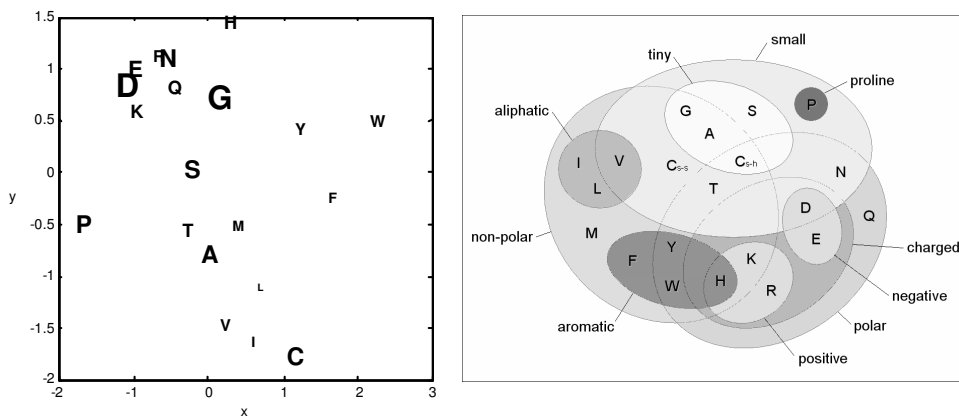 1.5
1
0.5
0
-0.5
-1
-1.5
-2
y
-2
-1
0
1
2
3
x
H
R
N
E
D
Q
K
G
Y
W
S
F
P
T
M
A
L
V
I
C
small
tiny
proline
aliphatic
G
S
P
A
I
V
C s-s
C s-h
N
L
T
D
Q
non-polar
M
Y
E
charged
F
K
W
H
R
negative
aromatic
polar
positive